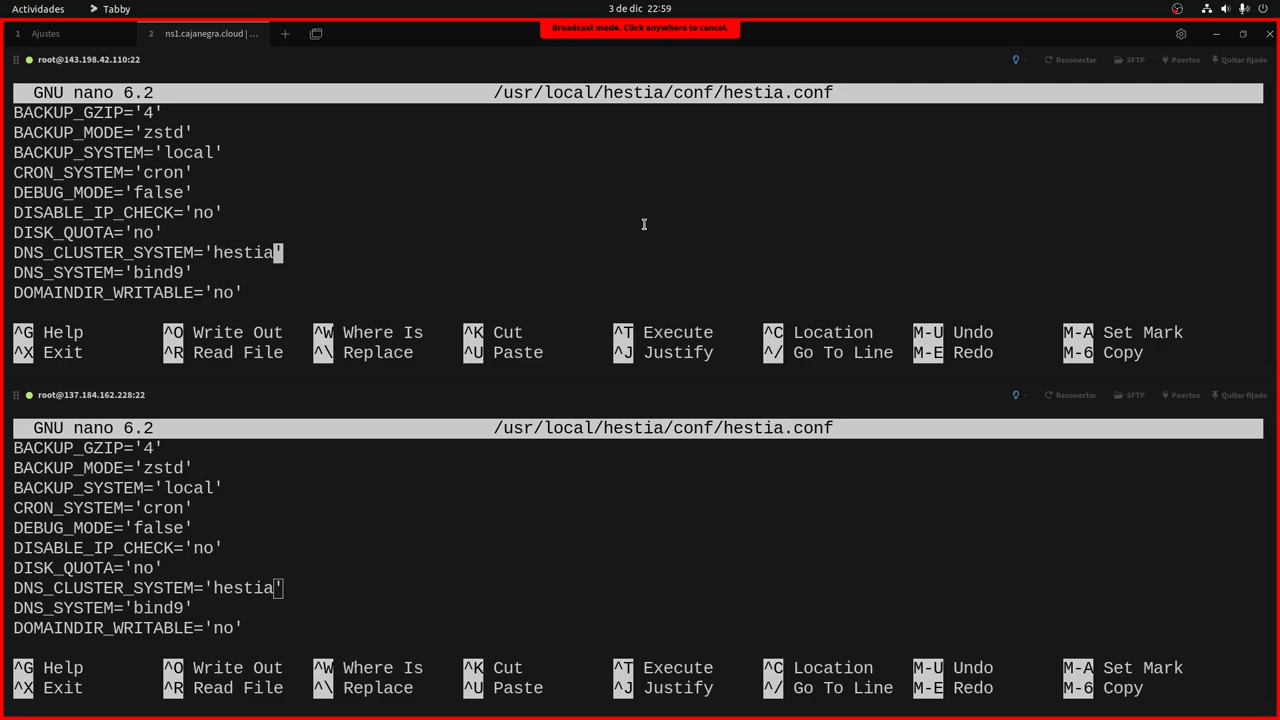 Actividades
Tabby
3 de dic 22:59
Broadcast mode. Click anywhere to cancel.
1 Ajustes
2 ns1.cajanegra.cloud | ...
root@143.198.42.110:22
Reconectar SFTP Puertos Quitar fijado
GNU nano 6.2 /usr/local/hestia/conf/hestia.conf
BACKUP_GZIP='4'
BACKUP_MODE='zstd'
BACKUP_SYSTEM='local'
CRON_SYSTEM='cron'
DEBUG_MODE='false'
DISABLE_IP_CHECK='no'
DISK_QUOTA='no'
DNS_CLUSTER_SYSTEM='hestia'
DNS_SYSTEM='bind9'
DOMAINDIR_WRITABLE='no'
^G Help ^O Write Out ^W Where Is ^K Cut ^T Execute ^C Location M-U Undo M-A Set Mark
^X Exit ^R Read File ^\ Replace ^U Paste ^J Justify ^/ Go To Line M-E Redo M-6 Copy
root@137.184.162.228:22
Reconectar SFTP Puertos Quitar fijado
GNU nano 6.2 /usr/local/hestia/conf/hestia.conf
BACKUP_GZIP='4'
BACKUP_MODE='zstd'
BACKUP_SYSTEM='local'
CRON_SYSTEM='cron'
DEBUG_MODE='false'
DISABLE_IP_CHECK='no'
DISK_QUOTA='no'
DNS_CLUSTER_SYSTEM='hestia'
DNS_SYSTEM='bind9'
DOMAINDIR_WRITABLE='no'
^G Help ^O Write Out ^W Where Is ^K Cut ^T Execute ^C Location M-U Undo M-A Set Mark
^X Exit ^R Read File ^\ Replace ^U Paste ^J Justify ^/ Go To Line M-E Redo M-6 Copy